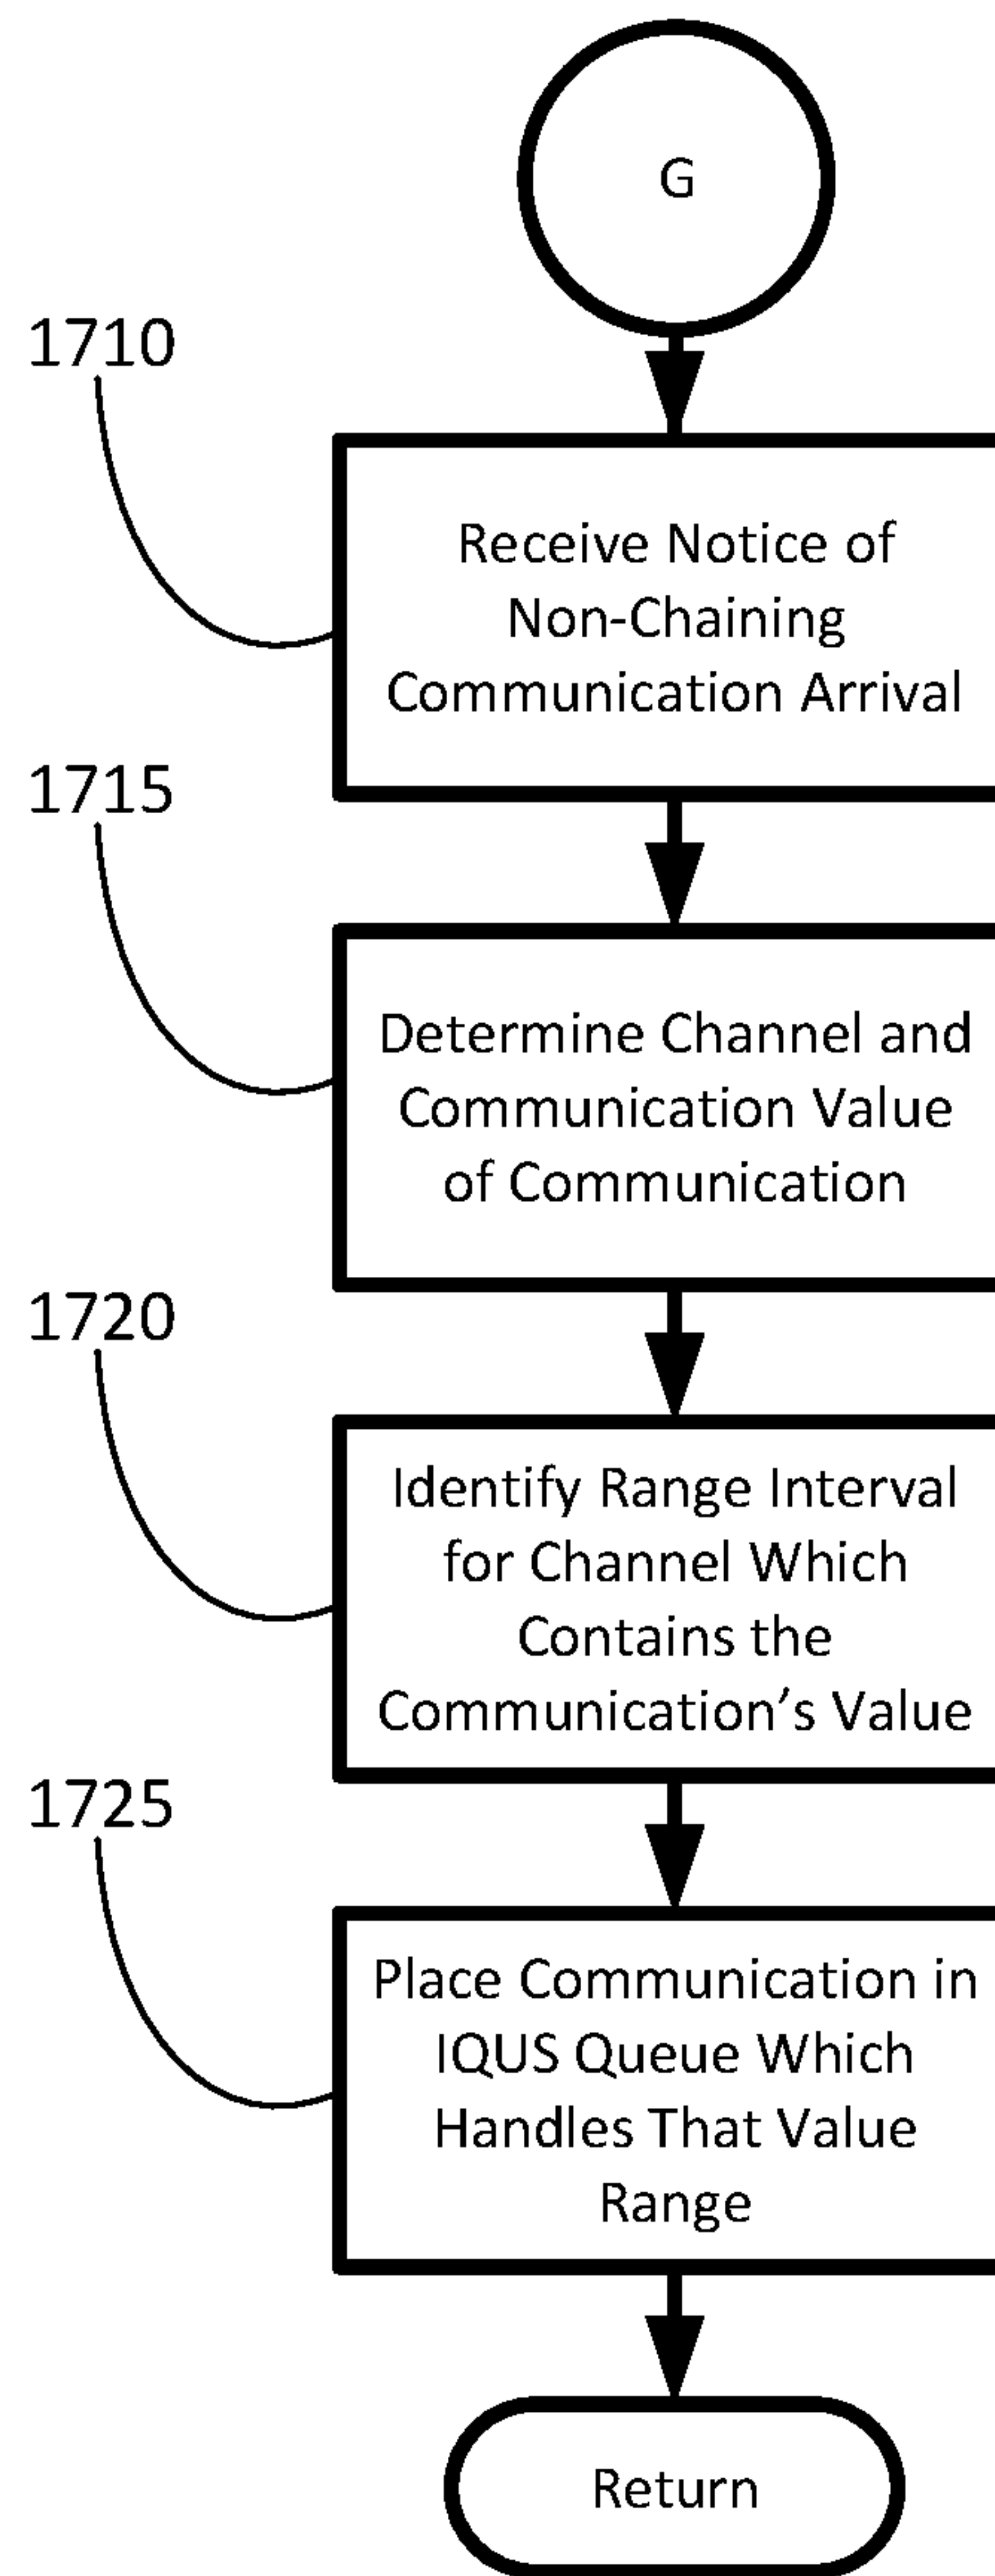 G
1710
Receive Notice of
Non-Chaining
Communication Arrival
1715
Determine Channel and
Communication Value
of Communication
1720
Identify Range Interval
for Channel Which
Contains the
Communication's Value
1725
Place Communication in
IQUS Queue Which
Handles That Value
Range
Return